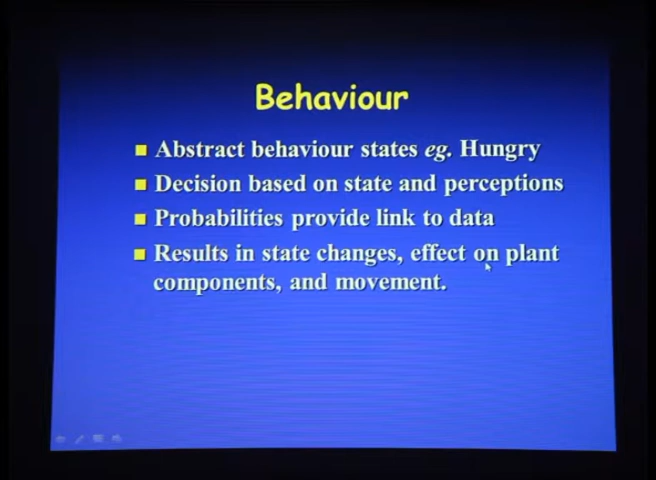 Behaviour
Abstract behaviour states eg. Hungry
Decision based on state and perceptions
Probabilities provide link to data
Results in state changes, effect on plant
components, and movement.